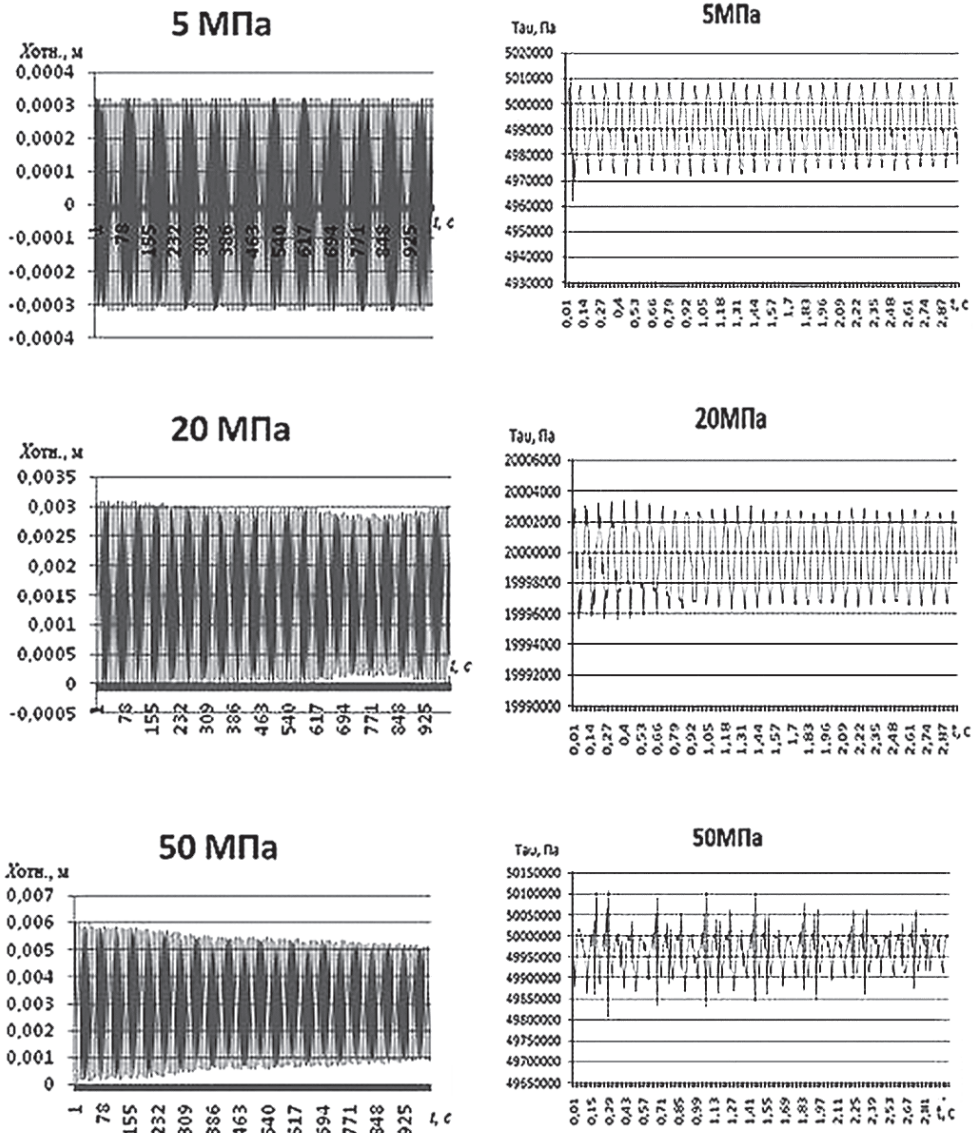 5 МПа
Хотн., м
0,0004
0,0003
0,0002
0,0001
0
-0,0001
-0,0002
-0,0003
-0,0004
1 78 155 232 309 386 463 540 617 694 771 848 925
t, с
5МПа
Tau, Па
5020000
5010000
5000000
4990000
4980000
4970000
4960000
4950000
4940000
4930000
0,01 0,14 0,27 0,4 0,53 0,66 0,79 0,92 1,05 1,18 1,31 1,44 1,57 1,7 1,83 1,96 2,09 2,22 2,35 2,48 2,61 2,74 2,87
t, с
20 МПа
Хотн., м
0,0035
0,003
0,0025
0,002
0,0015
0,001
0,0005
0
-0,0005
1 78 155 232 309 386 463 540 617 694 771 848 925
t, с
20МПа
Tau, Па
20006000
20004000
20002000
20000000
19998000
19996000
19994000
19992000
19990000
0,01 0,14 0,27 0,4 0,53 0,66 0,79 0,92 1,05 1,18 1,31 1,44 1,57 1,7 1,83 1,96 2,09 2,22 2,35 2,48 2,61 2,74 2,87
t, с
50 МПа
Хотн., м
0,007
0,006
0,005
0,004
0,003
0,002
0,001
0
1 78 155 232 309 386 463 540 617 694 771 848 925
t, с
50МПа
Tau, Па
50150000
50100000
50050000
50000000
49950000
49900000
49850000
49800000
49750000
49700000
49650000
0,01 0,15 0,29 0,43 0,57 0,71 0,85 0,99 1,13 1,27 1,41 1,55 1,69 1,83 1,97 2,11 2,25 2,39 2,53 2,67 2,81
t, с